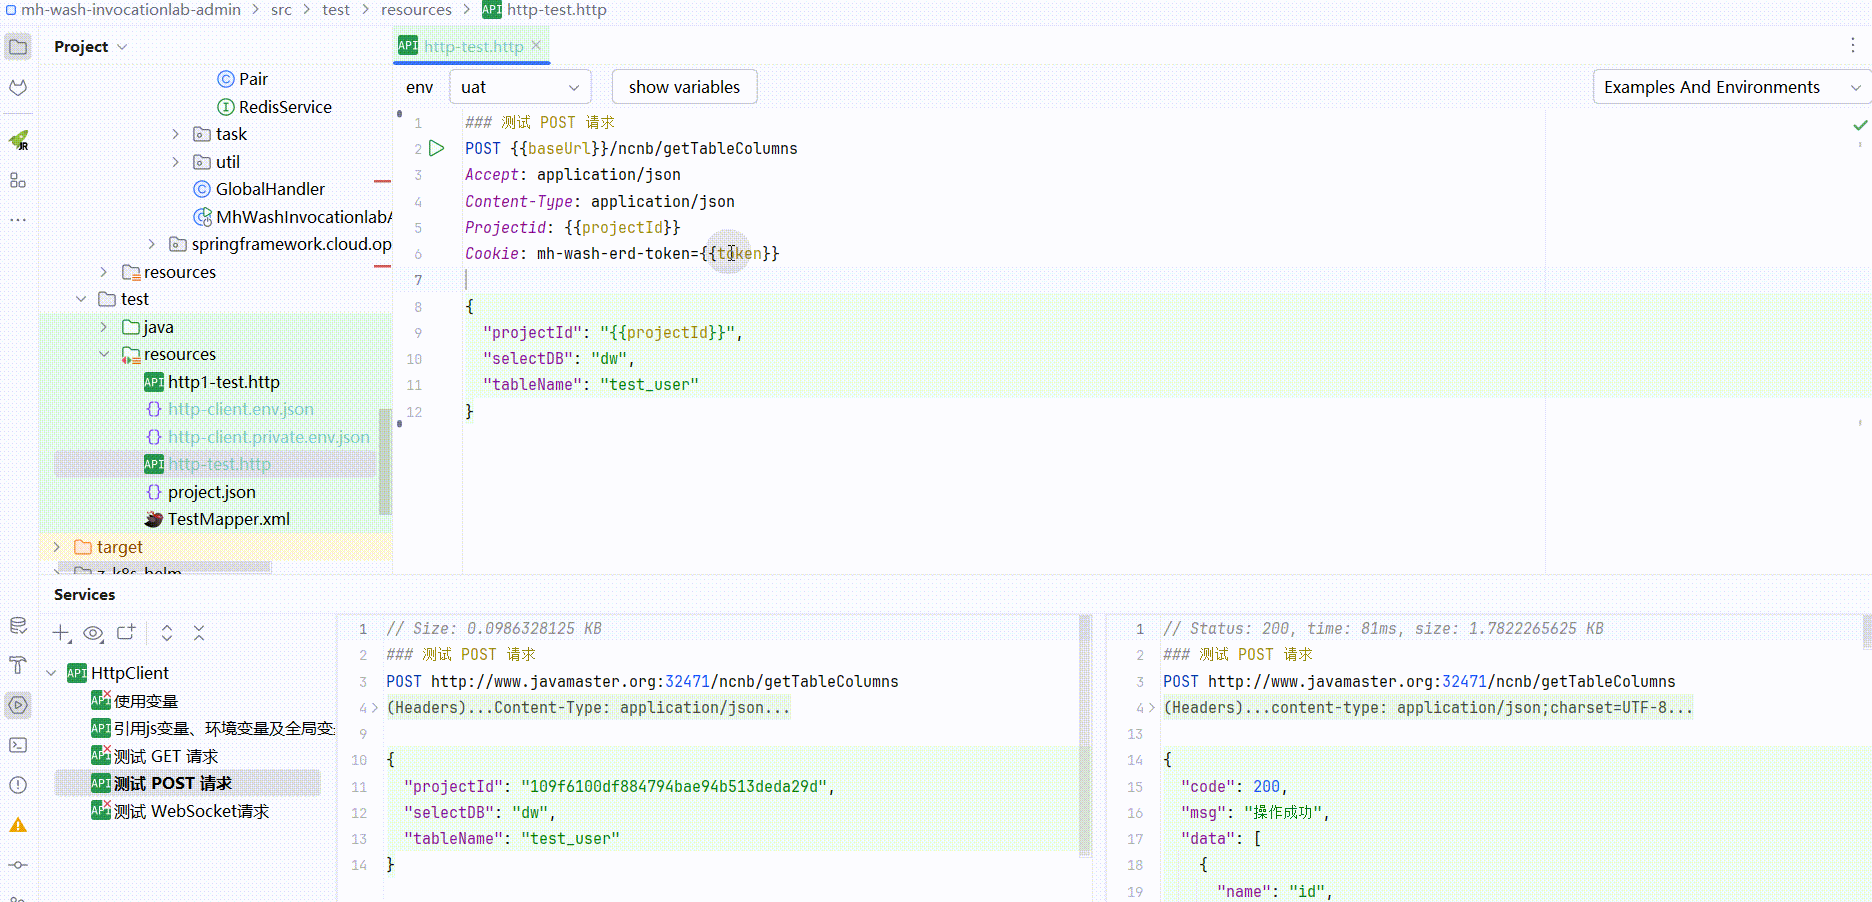 mh-wash-invocationlab-admin > src > test > resources > API http-test.http
Project
API http-test.http
env uat show variables Examples And Environments
Pair
RedisService
task
util
GlobalHandler
MhWashInvocationlabA
springframework.cloud.op
resources
test
java
resources
API http1-test.http
{} http-client.env.json
{} http-client.private.env.json
API http-test.http
{} project.json
TestMapper.xml
target
z_k8s_helm
1 ### 测试 POST 请求
2 POST {{baseUrl}}/ncnb/getTableColumns
3 Accept: application/json
4 Content-Type: application/json
5 Projectid: {{projectId}}
6 Cookie: mh-wash-erd-token={{token}}
7
8 {
9 "projectId": "{{projectId}}",
10 "selectDB": "dw",
11 "tableName": "test_user"
12 }
Services
API HttpClient
API 使用变量
API 引用js变量、环境变量及全局变
API 测试 GET 请求
API 测试 POST 请求
API 测试 WebSocket请求
1 // Size: 0.0986328125 KB
2 ### 测试 POST 请求
3 POST http://www.javamaster.org:32471/ncnb/getTableColumns
4 (Headers)...Content-Type: application/json...
9
10 {
11 "projectId": "109f6100df884794bae94b513deda29d",
12 "selectDB": "dw",
13 "tableName": "test_user"
14 }
1 // Status: 200, time: 81ms, size: 1.7822265625 KB
2 ### 测试 POST 请求
3 POST http://www.javamaster.org:32471/ncnb/getTableColumns
4 (Headers)...content-type: application/json;charset=UTF-8...
13
14 {
15 "code": 200,
16 "msg": "操作成功",
17 "data": [
18 {
19 "name": "id",